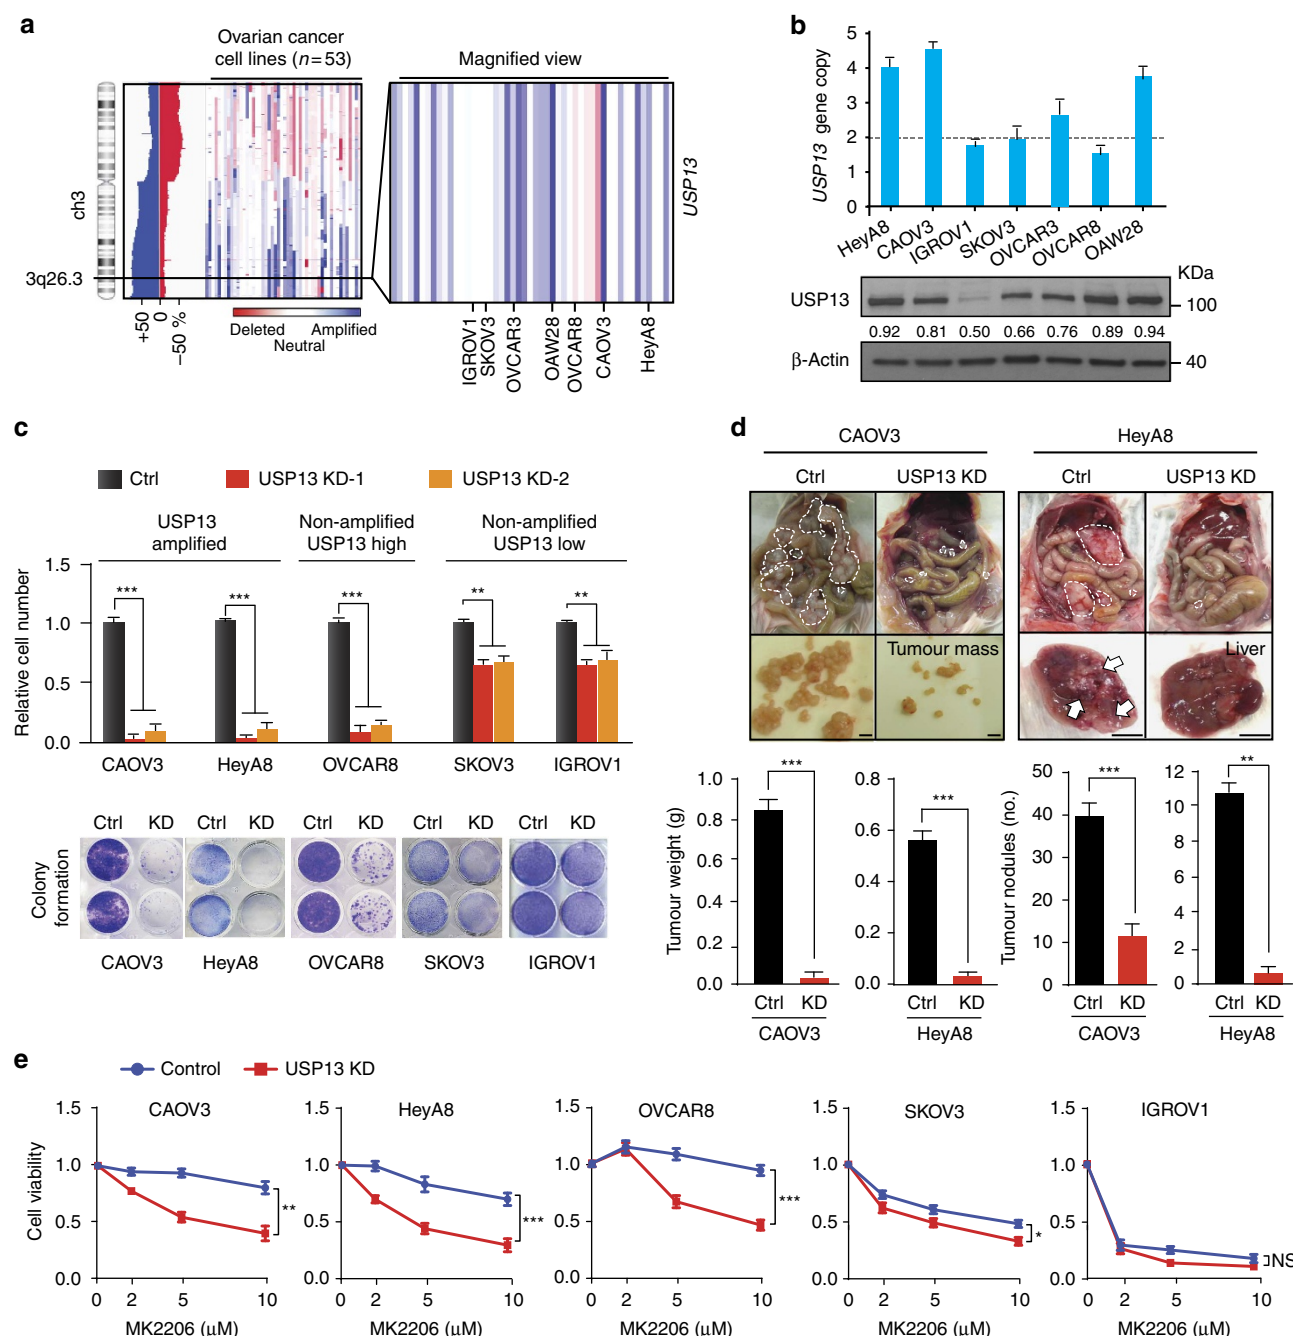 a
Ovarian cancer
cell lines (n=53)
Magnified view
ch3
3q26.3
USP13
+50
0
−50 %
Deleted
Amplified
Neutral
IGROV1
SKOV3
OVCAR3
OAW28
OVCAR8
CAOV3
HeyA8
b
USP13 gene copy
5
4
3
2
1
0
HeyA8
CAOV3
IGROV1
SKOV3
OVCAR3
OVCAR8
OAW28
KDa
USP13
100
0.92 0.81 0.50 0.66 0.76 0.89 0.94
β-Actin
40
c
Ctrl
USP13 KD-1
USP13 KD-2
USP13
amplified
Non-amplified
USP13 high
Non-amplified
USP13 low
Relative cell number
1.5
1.0
0.5
0.0
***
***
***
**
**
CAOV3
HeyA8
OVCAR8
SKOV3
IGROV1
Colony
formation
Ctrl KD
Ctrl KD
Ctrl KD
Ctrl KD
Ctrl KD
CAOV3
HeyA8
OVCAR8
SKOV3
IGROV1
d
CAOV3
HeyA8
Ctrl
USP13 KD
Ctrl
USP13 KD
Tumour mass
Liver
Tumour weight (g)
1.0
0.8
0.6
0.4
0.2
0.0
***
Ctrl KD
CAOV3
0.8
0.6
0.4
0.2
0.0
***
Ctrl KD
HeyA8
Tumour nodules (no.)
50
40
30
20
10
0
***
Ctrl KD
CAOV3
12
10
8
6
4
2
0
**
Ctrl KD
HeyA8
e
Control
USP13 KD
Cell viability
CAOV3
1.5
1.0
0.5
0.0
**
0 2 5 10
MK2206 (µM)
HeyA8
1.5
1.0
0.5
0.0
***
0 2 5 10
MK2206 (µM)
OVCAR8
1.5
1.0
0.5
0.0
***
0 2 5 10
MK2206 (µM)
SKOV3
1.5
1.0
0.5
0.0
*
0 2 5 10
MK2206 (µM)
IGROV1
1.5
1.0
0.5
0.0
NS
0 2 5 10
MK2206 (µM)